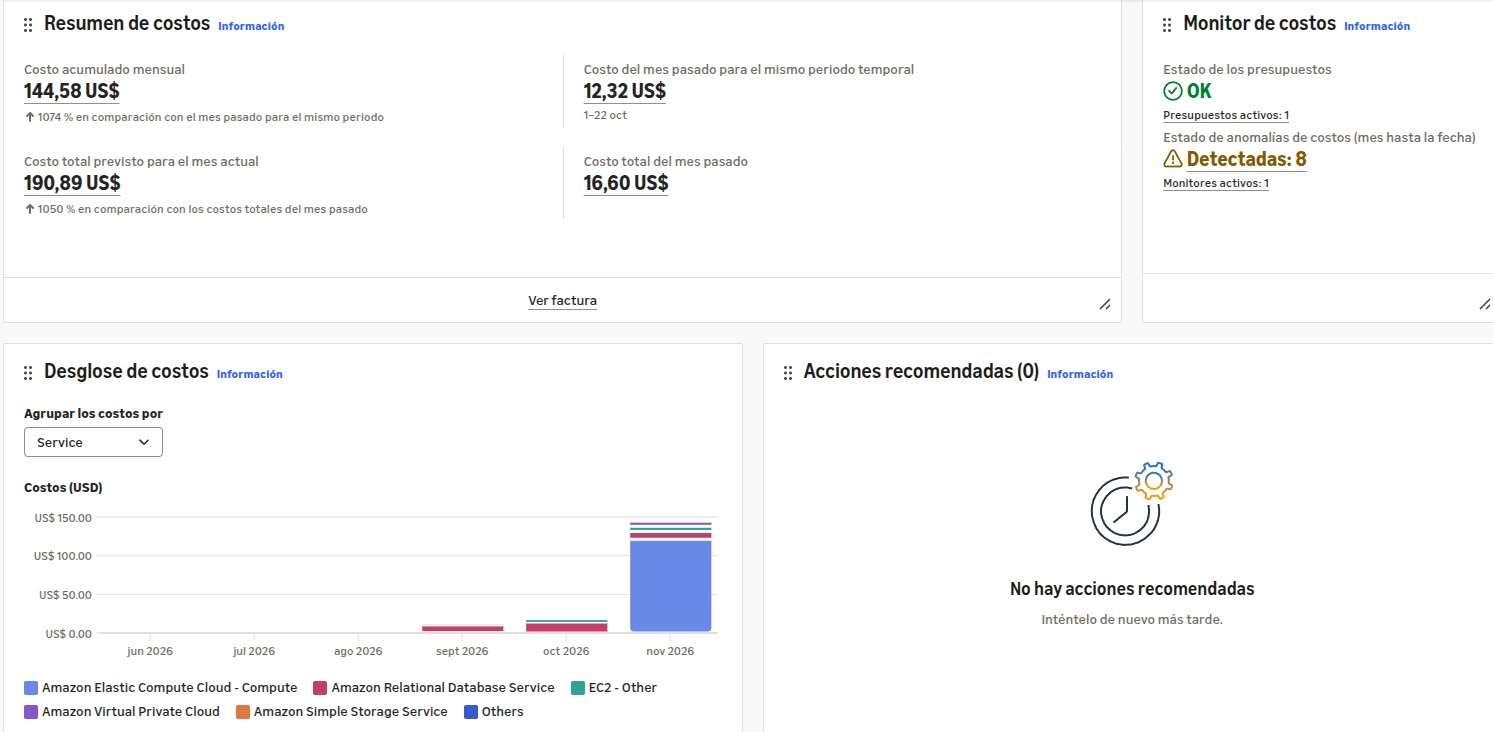 Resumen de costos Información
Costo acumulado mensual
144,58 US$
↑ 1074 % en comparación con el mes pasado para el mismo periodo
Costo del mes pasado para el mismo periodo temporal
12,32 US$
1–22 oct
Costo total previsto para el mes actual
190,89 US$
↑ 1050 % en comparación con los costos totales del mes pasado
Costo total del mes pasado
16,60 US$
Ver factura
Monitor de costos Información
Estado de los presupuestos
OK
Presupuestos activos: 1
Estado de anomalías de costos (mes hasta la fecha)
Detectadas: 8
Monitores activos: 1
Desglose de costos Información
Agrupar los costos por
Service
Costos (USD)
US$ 150.00
US$ 100.00
US$ 50.00
US$ 0.00
jun 2026 jul 2026 ago 2026 sept 2026 oct 2026 nov 2026
Amazon Elastic Compute Cloud - Compute Amazon Relational Database Service EC2 - Other
Amazon Virtual Private Cloud Amazon Simple Storage Service Others
Acciones recomendadas (0) Información
No hay acciones recomendadas
Inténtelo de nuevo más tarde.